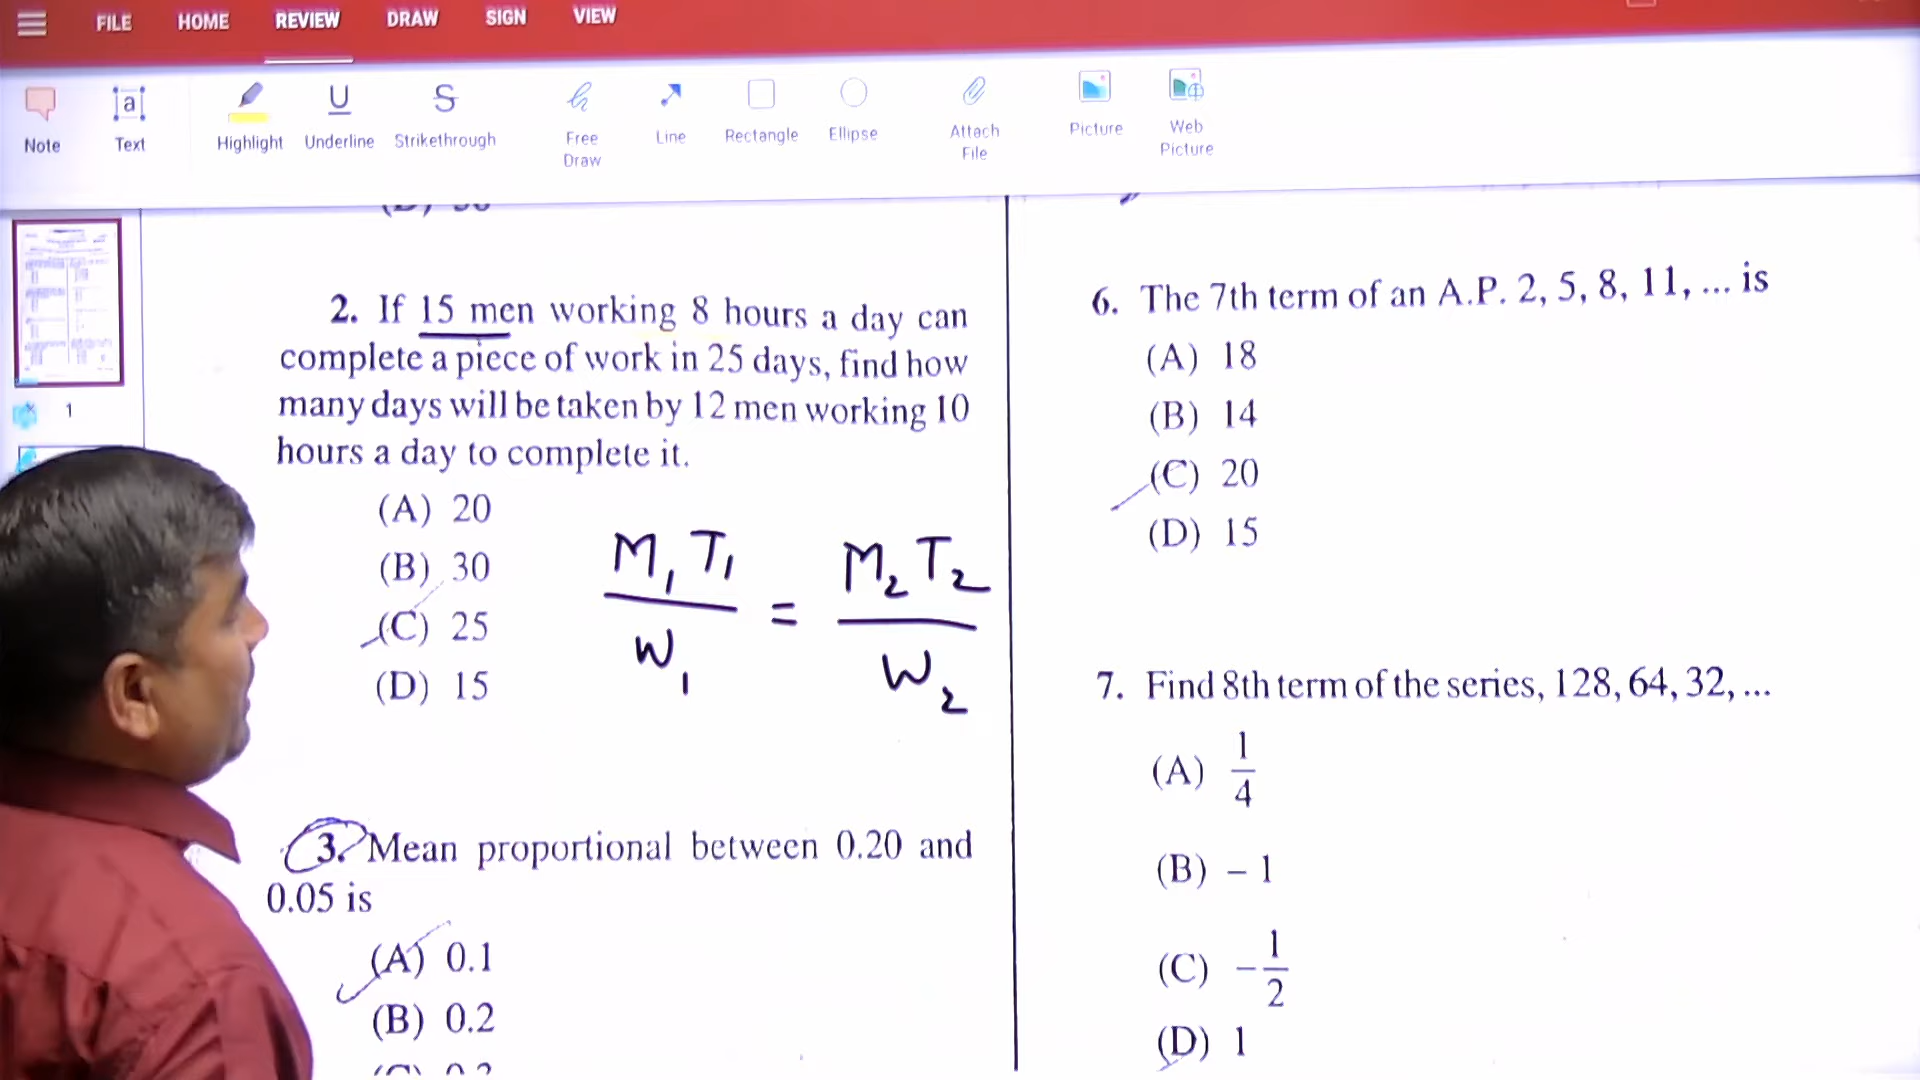 FILE HOME REVIEW DRAW SIGN VIEW
Note Text Highlight Underline Strikethrough Free Draw Line Rectangle Ellipse Attach File Picture Web Picture
1
2. If 15 men working 8 hours a day can
complete a piece of work in 25 days, find how
many days will be taken by 12 men working 10
hours a day to complete it.
(A) 20
(B) 30
(C) 25
(D) 15
M₁T₁/W₁ = M₂T₂/W₂
3. Mean proportional between 0.20 and
0.05 is
(A) 0.1
(B) 0.2
6. The 7th term of an A.P. 2, 5, 8, 11, ... is
(A) 18
(B) 14
(C) 20
(D) 15
7. Find 8th term of the series, 128, 64, 32, ...
(A) 1/4
(B) – 1
(C) –1/2
(D) 1